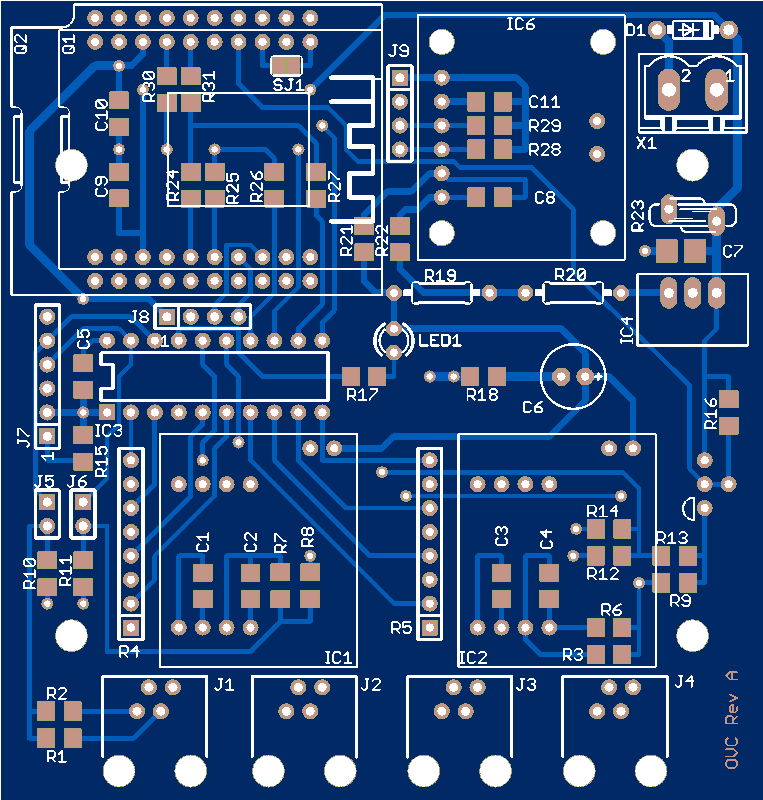 Q2
Q1
IC6
D1
J9
2
1
R30
R31
SJ1
C10
C11
R29
R28
X1
C9
R24
R25
R26
R27
C8
R23
R21
R22
C7
R19
R20
J8
1
IC4
LED1
C5
R17
R18
C6
+
R16
J7
1
IC3
R15
J5
J6
R10
R11
C1
C2
R7
R8
C3
C4
R14
R12
R13
R9
R6
R3
R4
IC1
R5
IC2
J1
J2
J3
J4
R2
R1
OVC Rev A